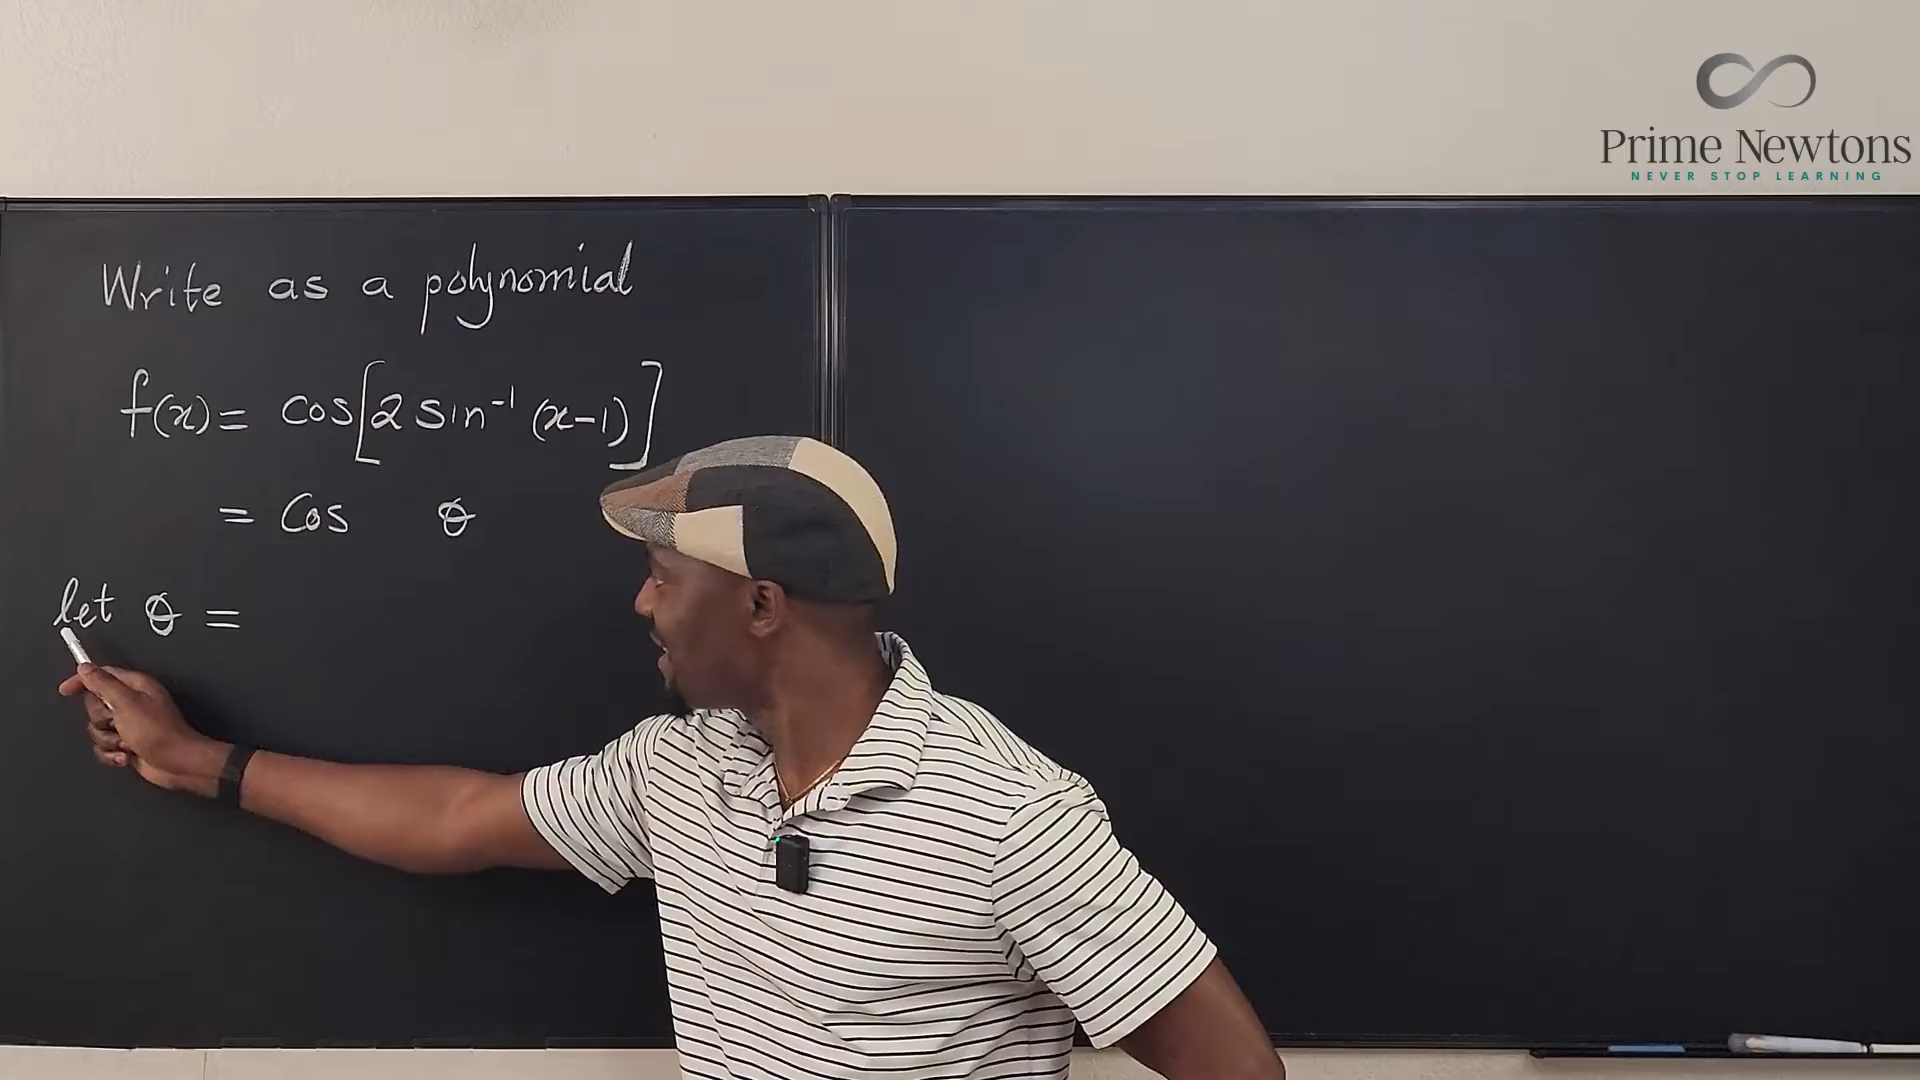 Prime Newtons
NEVER STOP LEARNING
Write as a polynomial
f(x) = cos[2 sin⁻¹ (x-1)]
= Cos θ
let θ =